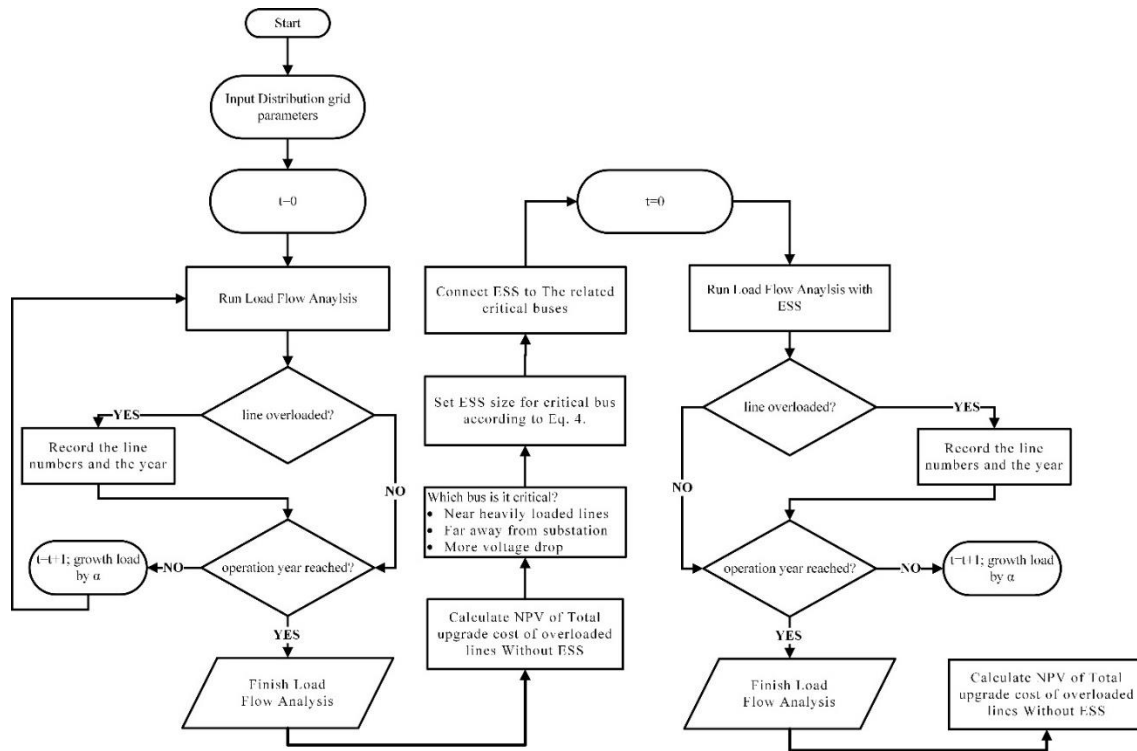 Start
Input Distribution grid
parameters
t=0
Run Load Flow Anaylsis
line overloaded?
YES
NO
Record the line
numbers and the year
operation year reached?
NO
t=t+1; growth load
by α
YES
Finish Load
Flow Analysis
Calculate NPV of Total
upgrade cost of overloaded
lines Without ESS
Which bus is it critical?
• Near heavily loaded lines
• Far away from substation
• More voltage drop
Set ESS size for critical bus
according to Eq. 4.
Connect ESS to The related
critical buses
t=0
Run Load Flow Anaylsis with
ESS
line overloaded?
YES
NO
Record the line
numbers and the year
operation year reached?
NO
t=t+1; growth load
by α
YES
Finish Load
Flow Analysis
Calculate NPV of Total
upgrade cost of overloaded
lines Without ESS